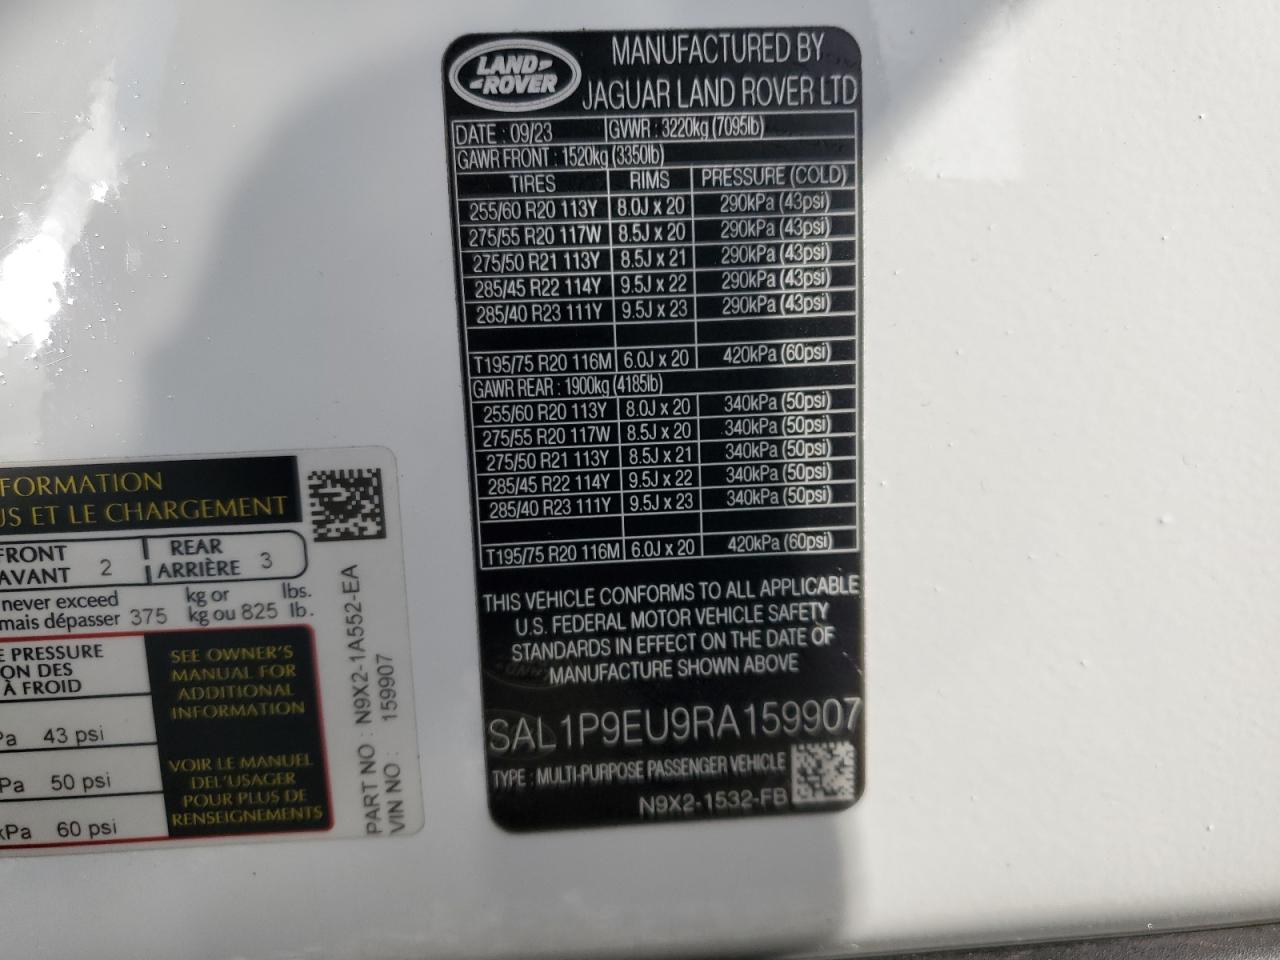 LAND
ROVER
MANUFACTURED BY
JAGUAR LAND ROVER LTD
DATE : 09/23 GVWR : 3220kg (7095lb)
GAWR FRONT : 1520kg (3350lb)
TIRES RIMS PRESSURE (COLD)
255/60 R20 113Y 8.0J x 20 290kPa (43psi)
275/55 R20 117W 8.5J x 20 290kPa (43psi)
275/50 R21 113Y 8.5J x 21 290kPa (43psi)
285/45 R22 114Y 9.5J x 22 290kPa (43psi)
285/40 R23 111Y 9.5J x 23 290kPa (43psi)
T195/75 R20 116M 6.0J x 20 420kPa (60psi)
GAWR REAR : 1900kg (4185lb)
255/60 R20 113Y 8.0J x 20 340kPa (50psi)
275/55 R20 117W 8.5J x 20 340kPa (50psi)
275/50 R21 113Y 8.5J x 21 340kPa (50psi)
285/45 R22 114Y 9.5J x 22 340kPa (50psi)
285/40 R23 111Y 9.5J x 23 340kPa (50psi)
T195/75 R20 116M 6.0J x 20 420kPa (60psi)
THIS VEHICLE CONFORMS TO ALL APPLICABLE
U.S. FEDERAL MOTOR VEHICLE SAFETY
STANDARDS IN EFFECT ON THE DATE OF
MANUFACTURE SHOWN ABOVE
SAL1P9EU9RA159907
TYPE : MULTI-PURPOSE PASSENGER VEHICLE
N9X2-1532-FB
FORMATION
US ET LE CHARGEMENT
FRONT
AVANT 2
REAR
ARRIÈRE 3
never exceed
mais dépasser 375 kg or
kg ou 825 lbs.
lb.
E PRESSURE
ON DES
À FROID
Pa 43 psi
Pa 50 psi
kPa 60 psi
SEE OWNER'S
MANUAL FOR
ADDITIONAL
INFORMATION
VOIR LE MANUEL
DEL'USAGER
POUR PLUS DE
RENSEIGNEMENTS
PART NO : N9X2-1A552-EA
VIN NO : 159907